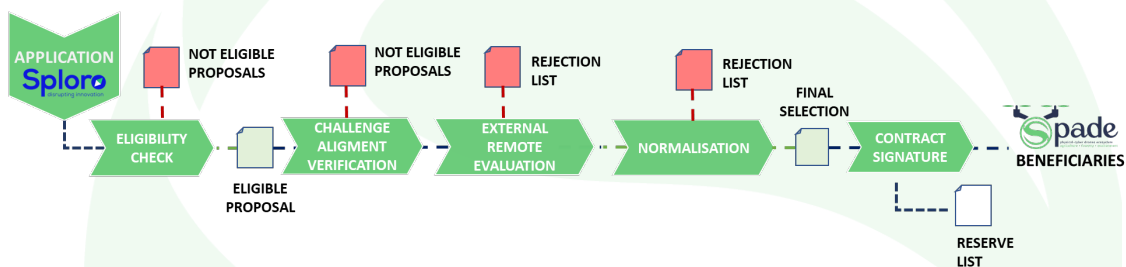 APPLICATION
Sploro
disrupting innovation
NOT ELIGIBLE
PROPOSALS
ELIGIBILITY
CHECK
ELIGIBLE
PROPOSAL
NOT ELIGIBLE
PROPOSALS
CHALLENGE
ALIGMENT
VERIFICATION
REJECTION
LIST
EXTERNAL
REMOTE
EVALUATION
REJECTION
LIST
NORMALISATION
FINAL
SELECTION
CONTRACT
SIGNATURE
RESERVE
LIST
Spade
BENEFICIARIES